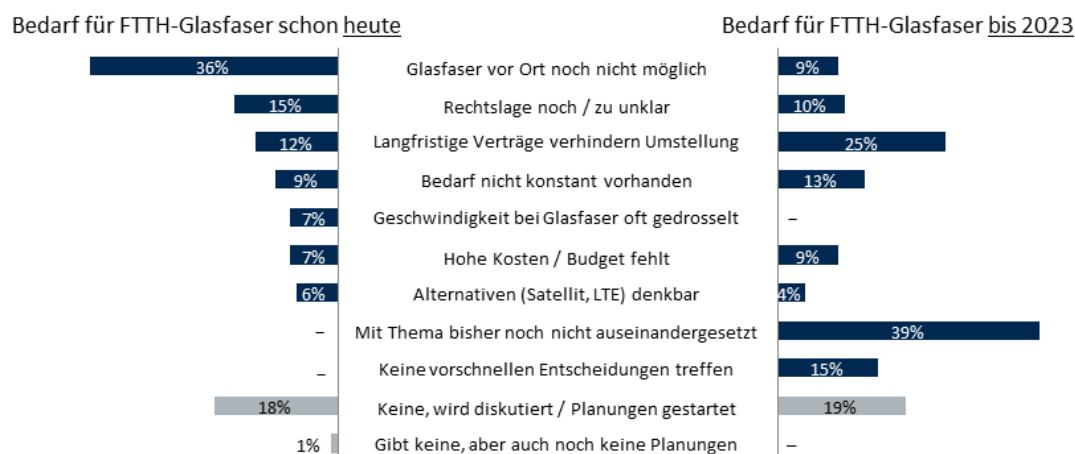 Bedarf für FTTH-Glasfaser schon heute Bedarf für FTTH-Glasfaser bis 2023
36% Glasfaser vor Ort noch nicht möglich 9%
15% Rechtslage noch / zu unklar 10%
12% Langfristige Verträge verhindern Umstellung 25%
9% Bedarf nicht konstant vorhanden 13%
7% Geschwindigkeit bei Glasfaser oft gedrosselt –
7% Hohe Kosten / Budget fehlt 9%
6% Alternativen (Satellit, LTE) denkbar 4%
– Mit Thema bisher noch nicht auseinandergesetzt 39%
– Keine vorschnellen Entscheidungen treffen 15%
18% Keine, wird diskutiert / Planungen gestartet 19%
1% Gibt keine, aber auch noch keine Planungen –